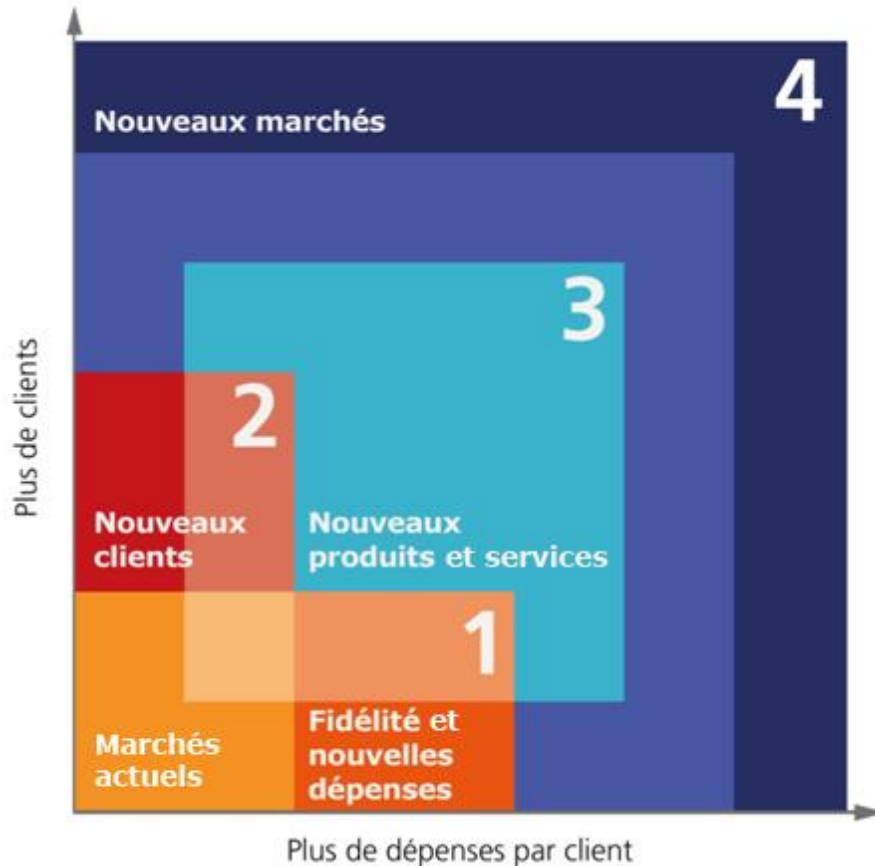 4
Nouveaux marchés
3
2
Nouveaux
clients
Nouveaux
produits et services
1
Marchés
actuels
Fidélité et
nouvelles
dépenses
Plus de clients
Plus de dépenses par client